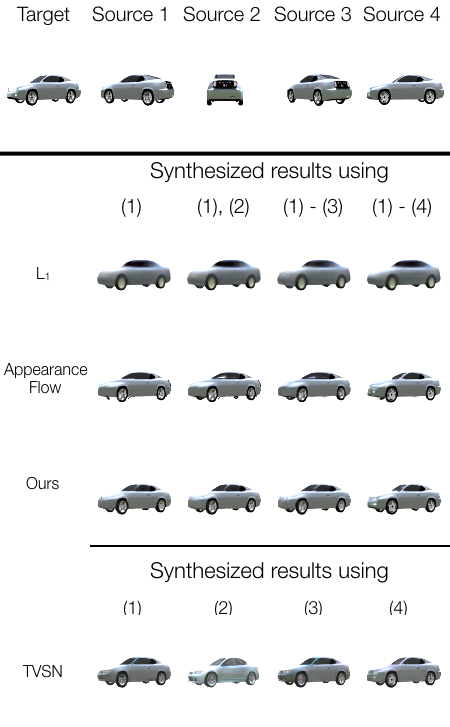 Target Source 1 Source 2 Source 3 Source 4
Synthesized results using
(1) (1), (2) (1) - (3) (1) - (4)
L₁
Appearance
Flow
Ours
Synthesized results using
(1) (2) (3) (4)
TVSN